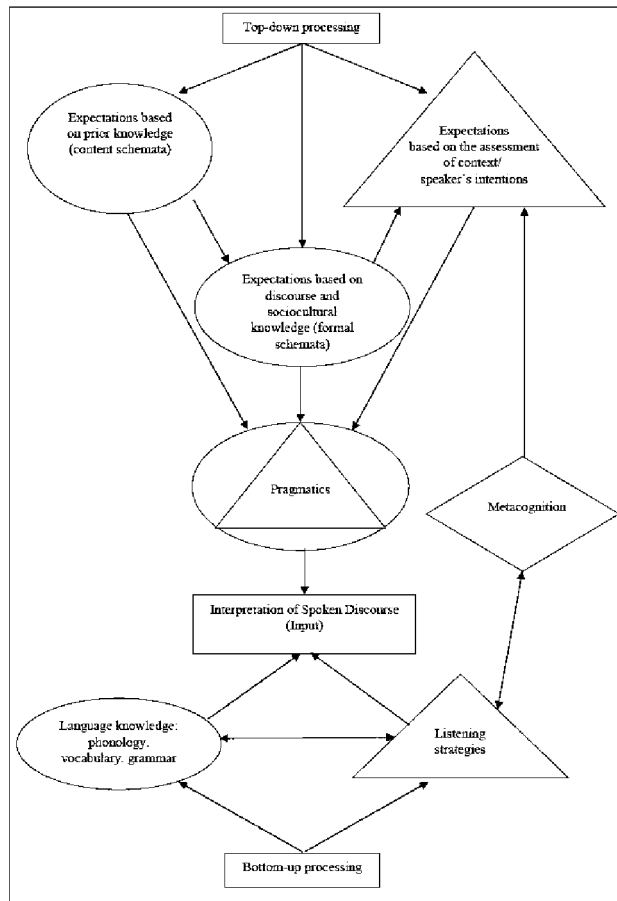 Top-down processing
Expectations based
on prior knowledge
(content schemata)
Expectations
based on the assessment
of context/
speaker's intentions
Expectations based on
discourse and
sociocultural
knowledge (formal
schemata)
Pragmatics
Metacognition
Interpretation of Spoken Discourse
(Input)
Language knowledge:
phonology,
vocabulary, grammar
Listening
strategies
Bottom-up processing